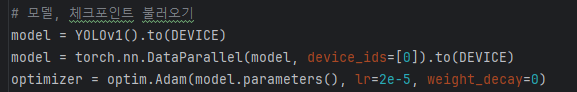 # 모델, 체크포인트 불러오기
model = YOLOv1().to(DEVICE)
model = torch.nn.DataParallel(model, device_ids=[0]).to(DEVICE)
optimizer = optim.Adam(model.parameters(), lr=2e-5, weight_decay=0)